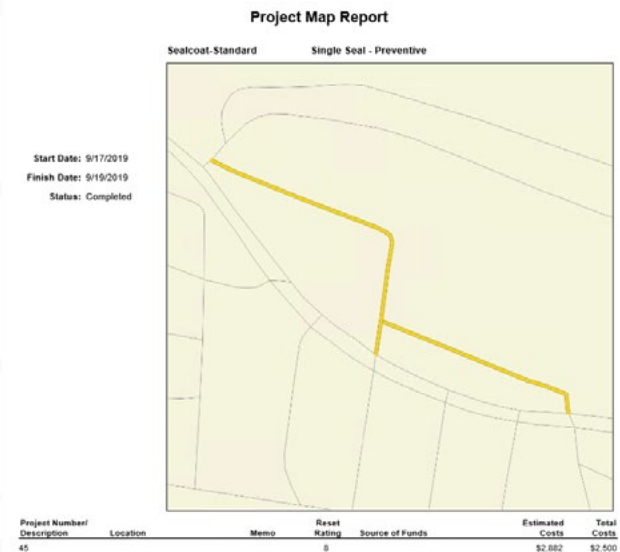 Project Map Report
Sealcoat-Standard Single Seal - Preventive
Start Date: 9/17/2019
Finish Date: 9/19/2019
Status: Completed
Project Number/ Reset Estimated Total
Description Location Memo Rating Source of Funds Costs Costs
45 8 $2,882 $2,500